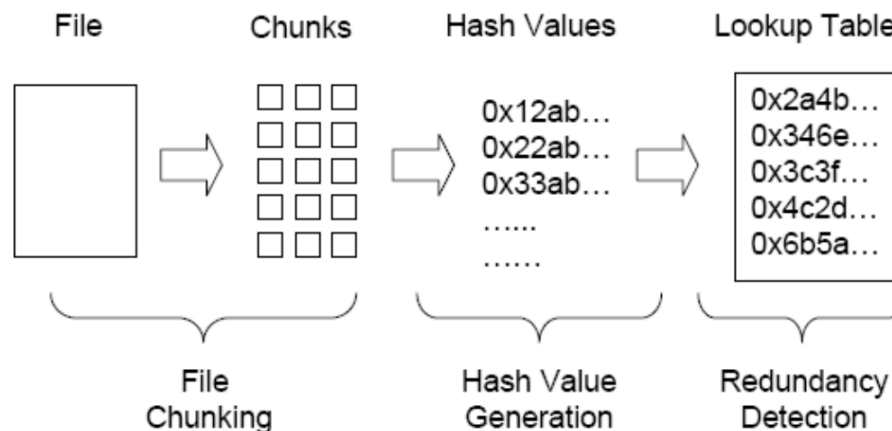 File
Chunks
Hash Values
Lookup Table
0x12ab…
0x22ab…
0x33ab…
…...
……
0x2a4b…
0x346e…
0x3c3f…
0x4c2d…
0x6b5a…
File
Chunking
Hash Value
Generation
Redundancy
Detection